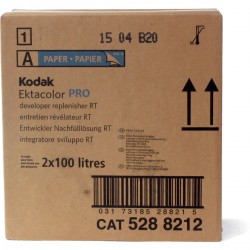 1
15 04 B20
A
PAPER • PAPIER
Kodak
Ektacolor PRO
developer replenisher RT
entretien révélateur RT
Entwickler Nachfüllösung RT
integratore sviluppo RT
2x100 litres
0 31 73185 28821 5
CAT 528 8212